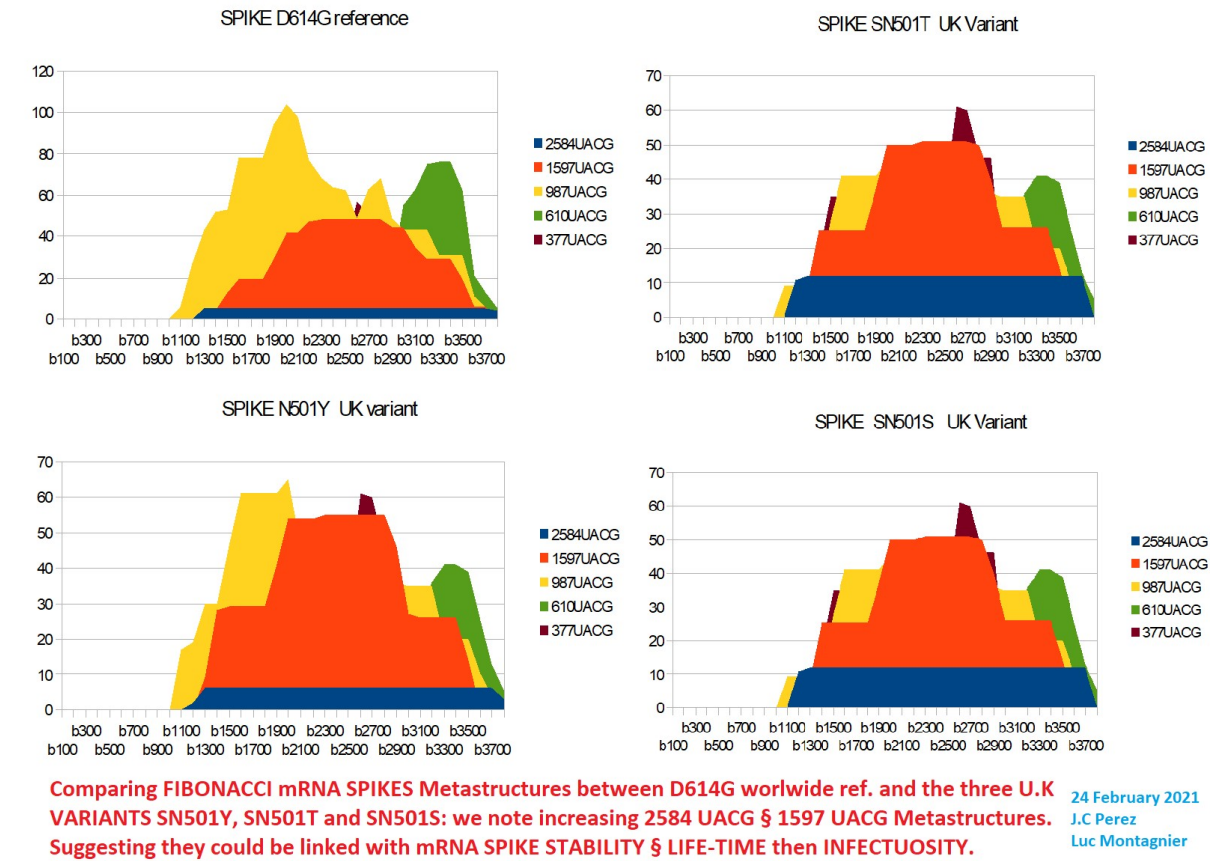 SPIKE D614G reference
120
100
80
60
40
20
0
b300 b700 b1100 b1500 b1900 b2300 b2700 b3100 b3500
b100 b500 b900 b1300 b1700 b2100 b2500 b2900 b3300 b3700
2584UACG
1597UACG
987UACG
610UACG
377UACG
SPIKE SN501T UK Variant
70
60
50
40
30
20
10
0
b300 b700 b1100 b1500 b1900 b2300 b2700 b3100 b3500
b100 b500 b900 b1300 b1700 b2100 b2500 b2900 b3300 b3700
2584UACG
1597UACG
987UACG
610UACG
377UACG
SPIKE N501Y UK variant
70
60
50
40
30
20
10
0
b300 b700 b1100 b1500 b1900 b2300 b2700 b3100 b3500
b100 b500 b900 b1300 b1700 b2100 b2500 b2900 b3300 b3700
2584UACG
1597UACG
987UACG
610UACG
377UACG
SPIKE SN501S UK Variant
70
60
50
40
30
20
10
0
b300 b700 b1100 b1500 b1900 b2300 b2700 b3100 b3500
b100 b500 b900 b1300 b1700 b2100 b2500 b2900 b3300 b3700
2584UACG
1597UACG
987UACG
610UACG
377UACG
Comparing FIBONACCI mRNA SPIKES Metastructures between D614G worlwide ref. and the three U.K
VARIANTS SN501Y, SN501T and SN501S: we note increasing 2584 UACG § 1597 UACG Metastructures.
Suggesting they could be linked with mRNA SPIKE STABILITY § LIFE-TIME then INFECTUOSITY.
24 February 2021
J.C Perez
Luc Montagnier